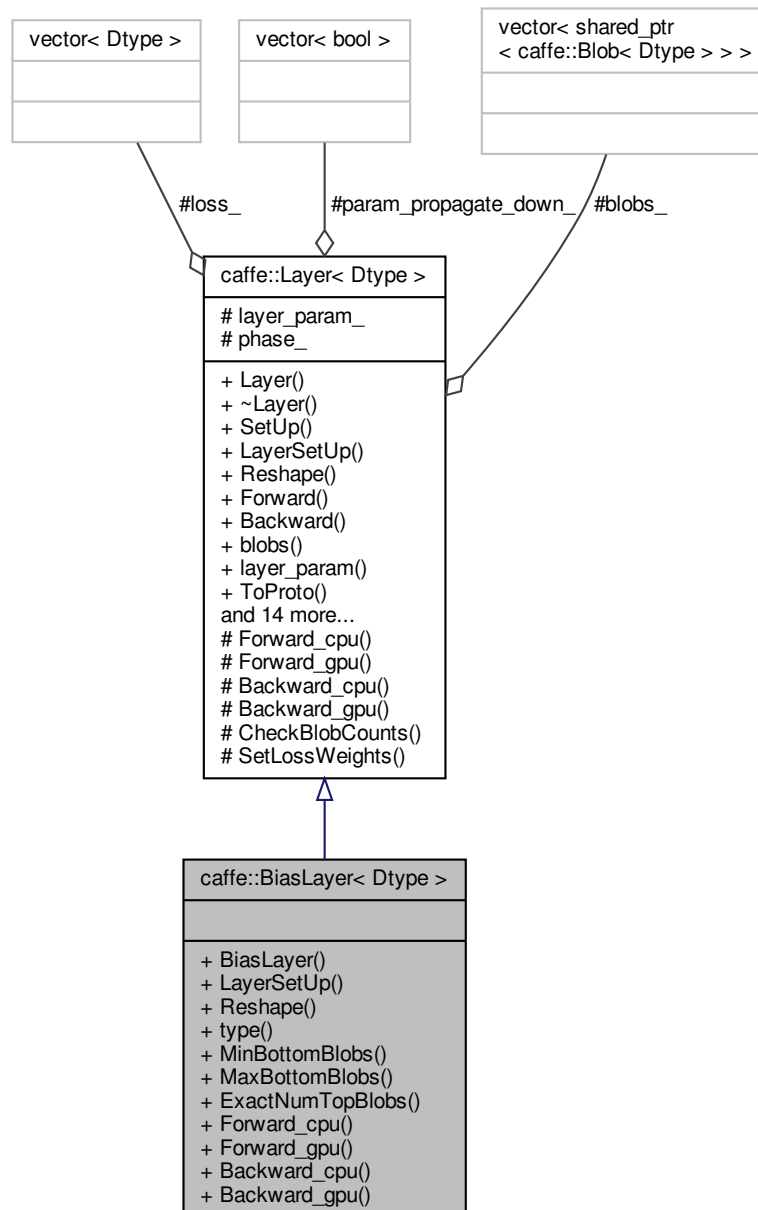 vector< Dtype >
vector< bool >
vector< shared_ptr
< caffe::Blob< Dtype > > >
#loss_
#param_propagate_down_
#blobs_
caffe::Layer< Dtype >
# layer_param_
# phase_
+ Layer()
+ ~Layer()
+ SetUp()
+ LayerSetUp()
+ Reshape()
+ Forward()
+ Backward()
+ blobs()
+ layer_param()
+ ToProto()
and 14 more...
# Forward_cpu()
# Forward_gpu()
# Backward_cpu()
# Backward_gpu()
# CheckBlobCounts()
# SetLossWeights()
caffe::BiasLayer< Dtype >
+ BiasLayer()
+ LayerSetUp()
+ Reshape()
+ type()
+ MinBottomBlobs()
+ MaxBottomBlobs()
+ ExactNumTopBlobs()
+ Forward_cpu()
+ Forward_gpu()
+ Backward_cpu()
+ Backward_gpu()